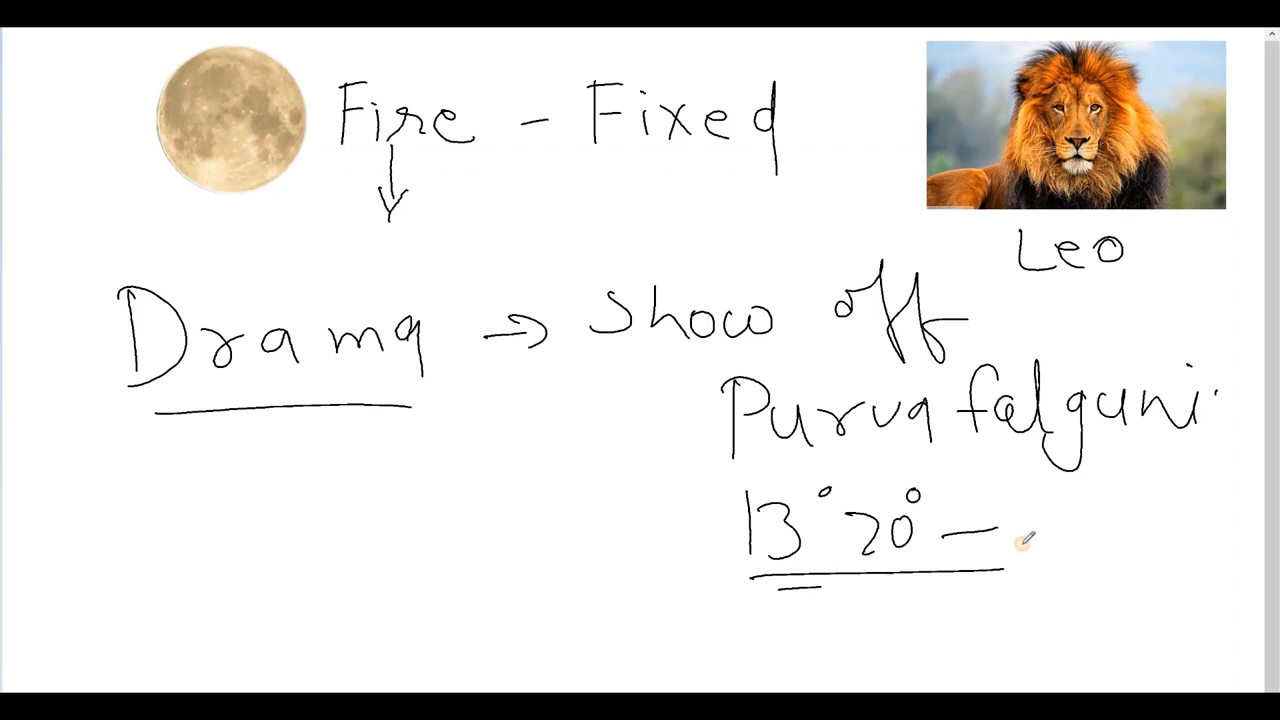 Fire - Fixed
Leo
Drama → Show off
Purva falguni
13° 20° —